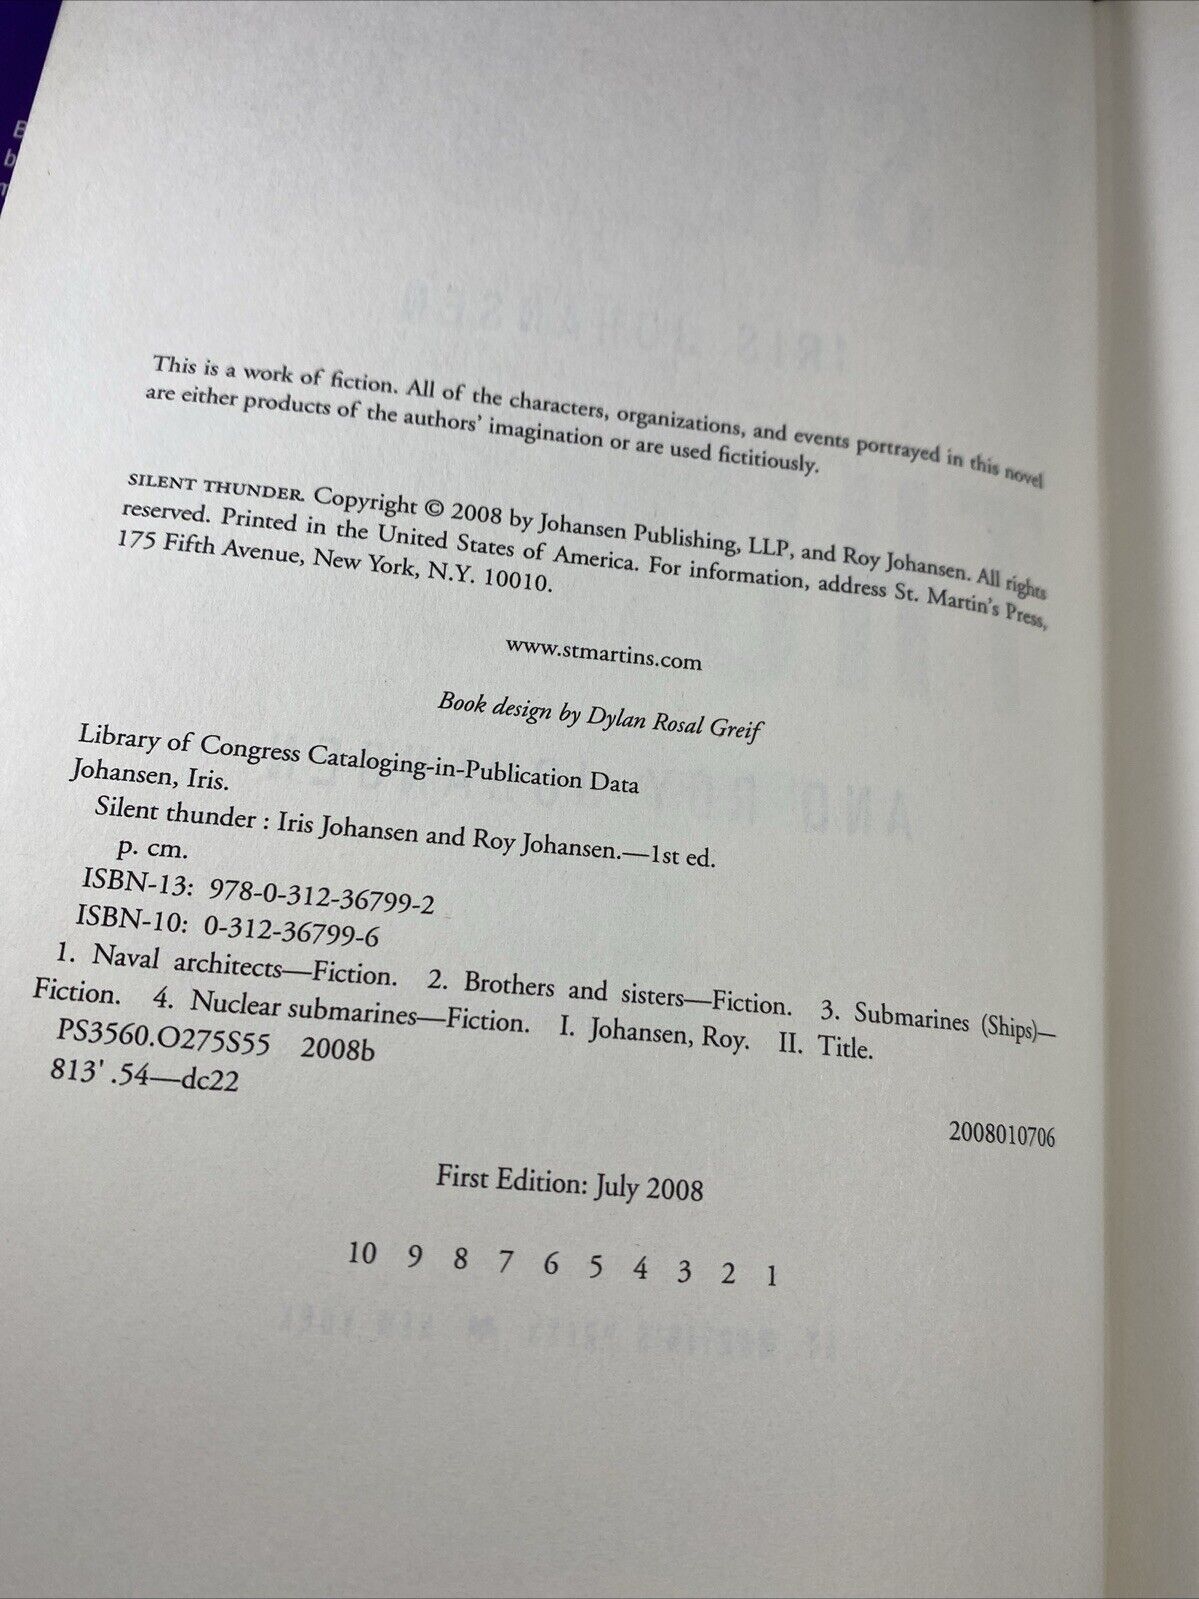 This is a work of fiction. All of the characters, organizations, and events portrayed in this novel
are either products of the authors' imagination or are used fictitiously.
SILENT THUNDER. Copyright © 2008 by Johansen Publishing, LLP, and Roy Johansen. All rights
reserved. Printed in the United States of America. For information, address St. Martin's Press,
175 Fifth Avenue, New York, N.Y. 10010.
www.stmartins.com
Book design by Dylan Rosal Greif
Library of Congress Cataloging-in-Publication Data
Johansen, Iris.
Silent thunder : Iris Johansen and Roy Johansen.—1st ed.
p. cm.
ISBN-13: 978-0-312-36799-2
ISBN-10: 0-312-36799-6
1. Naval architects—Fiction. 2. Brothers and sisters—Fiction. 3. Submarines (Ships)—
Fiction. 4. Nuclear submarines—Fiction. I. Johansen, Roy. II. Title.
PS3560.O275S55 2008b
813'.54—dc22
2008010706
First Edition: July 2008
10 9 8 7 6 5 4 3 2 1